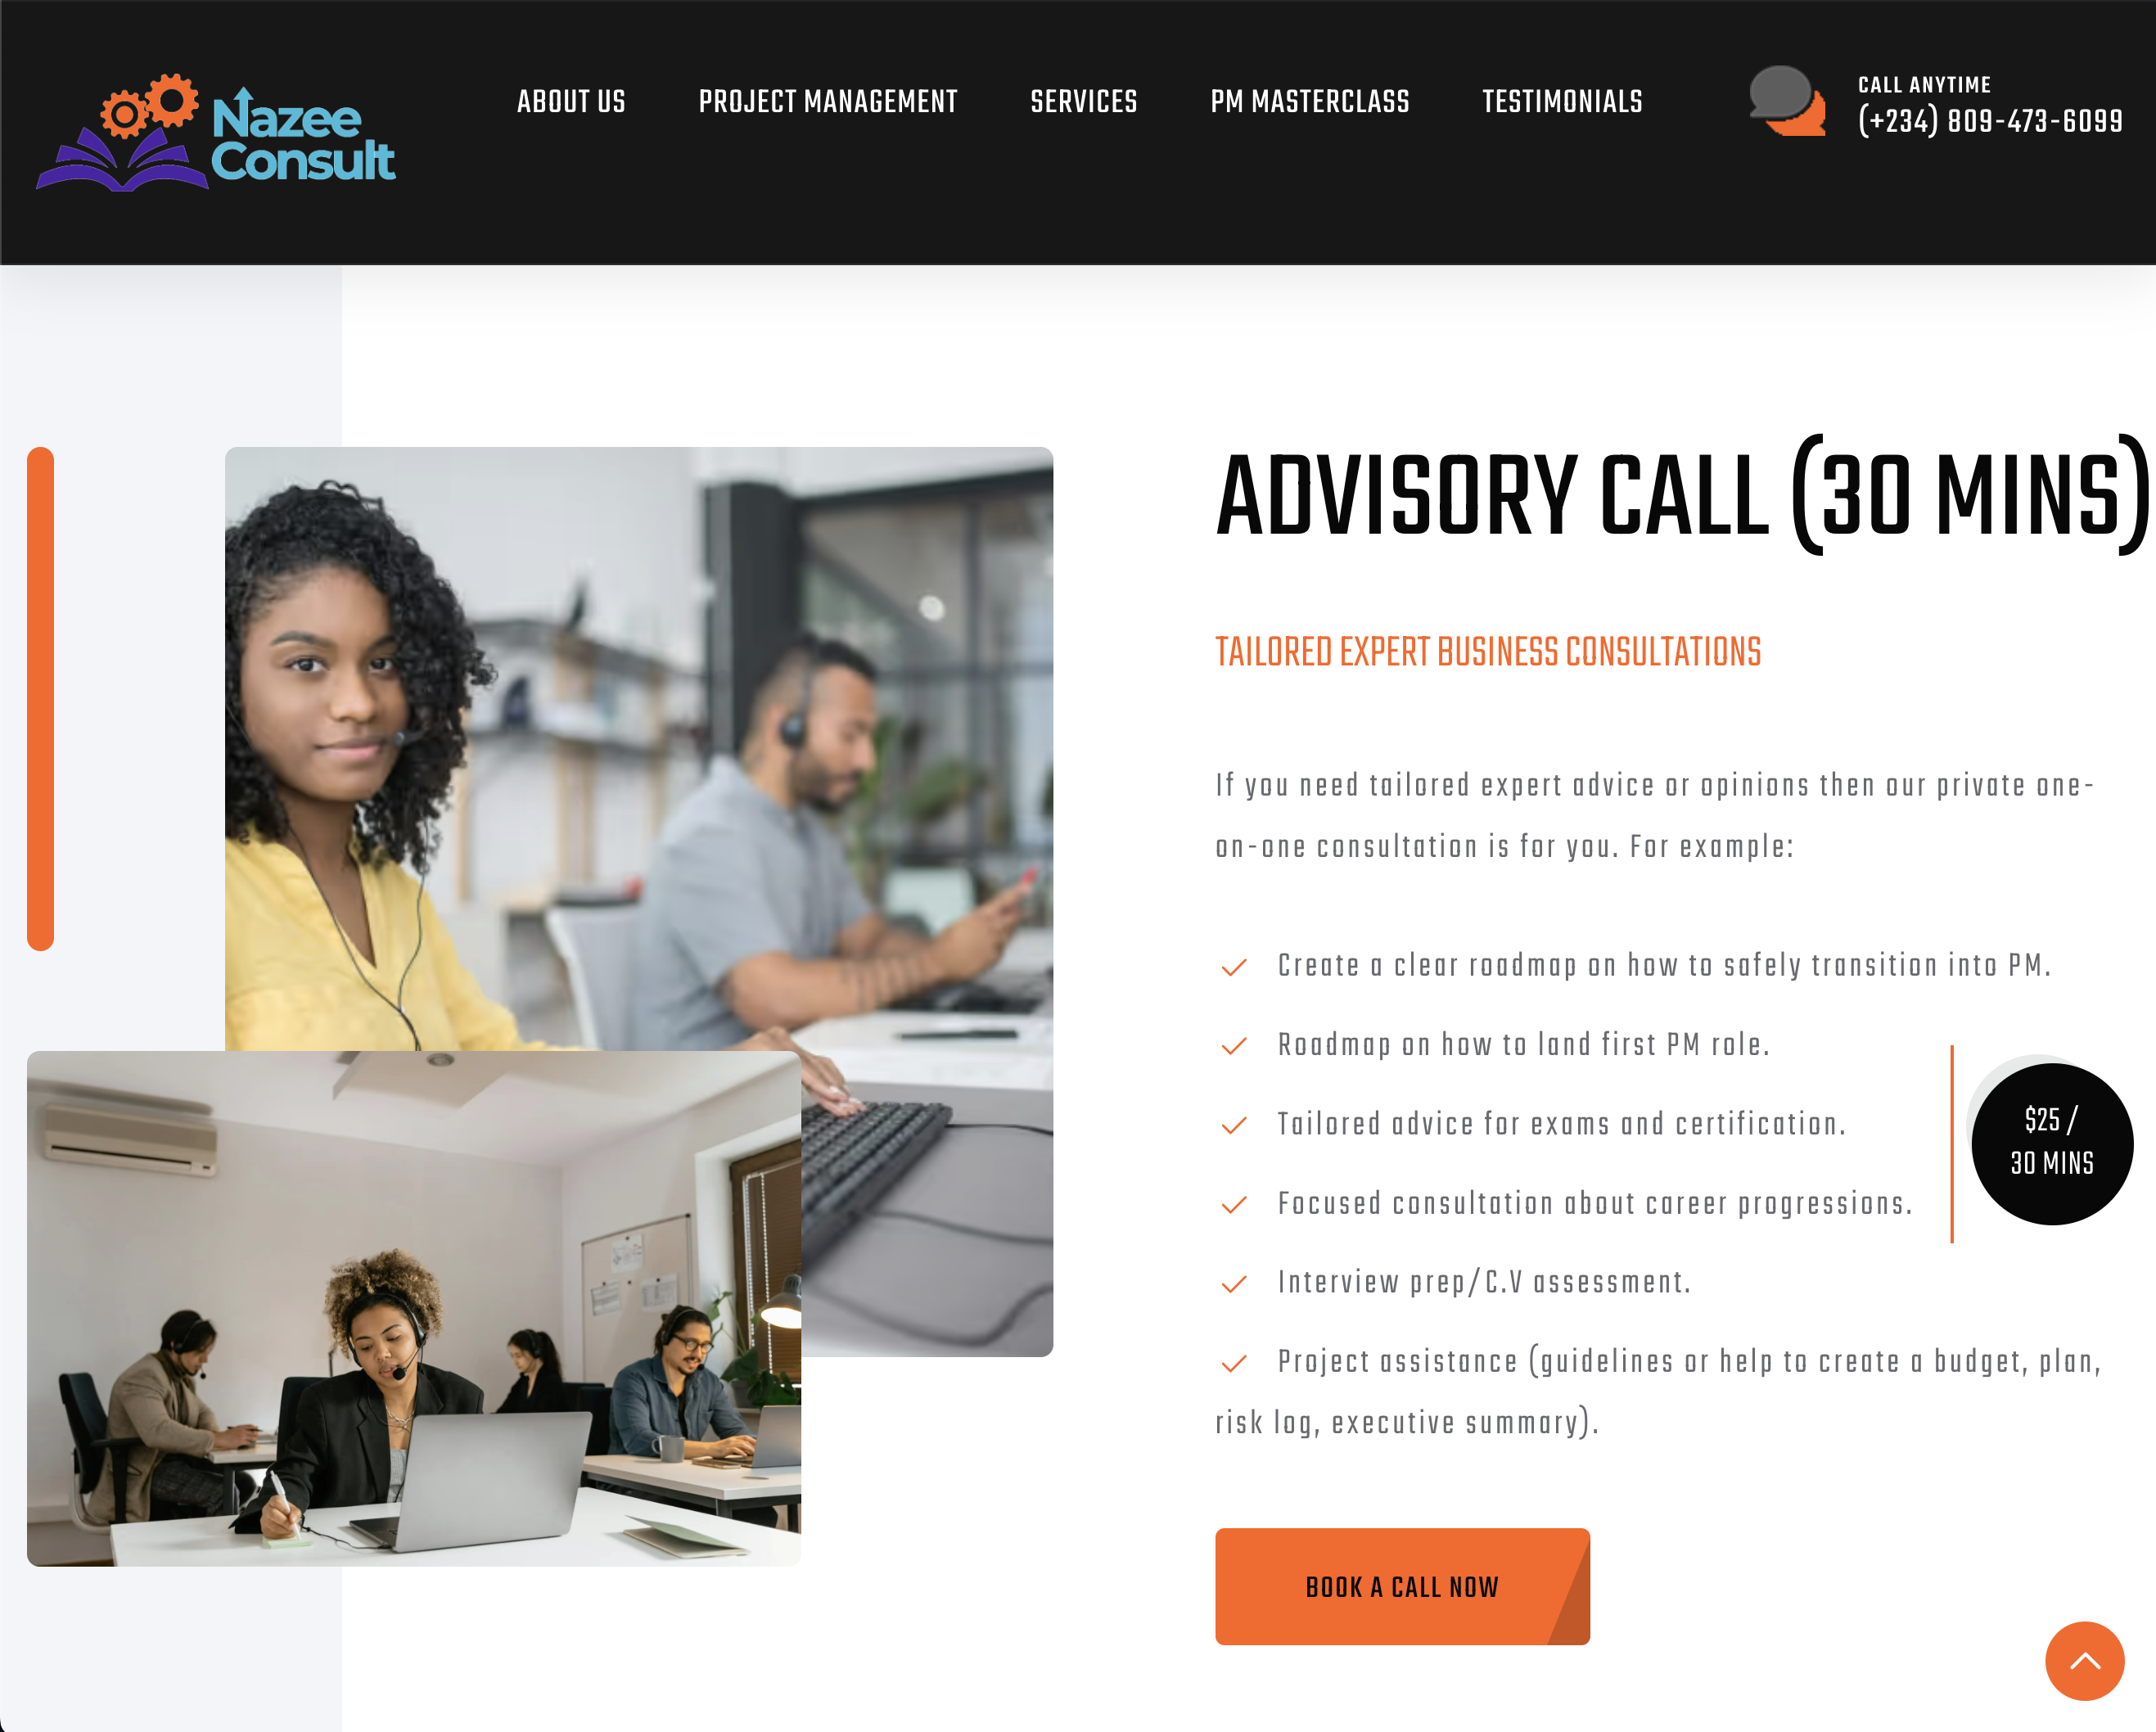 Nazee
Consult
ABOUT US
PROJECT MANAGEMENT
SERVICES
PM MASTERCLASS
TESTIMONIALS
CALL ANYTIME
(+234) 809-473-6099
ADVISORY CALL (30 MINS)
TAILORED EXPERT BUSINESS CONSULTATIONS
If you need tailored expert advice or opinions then our private one-
on-one consultation is for you. For example:
Create a clear roadmap on how to safely transition into PM.
Roadmap on how to land first PM role.
Tailored advice for exams and certification.
Focused consultation about career progressions.
Interview prep/C.V assessment.
Project assistance (guidelines or help to create a budget, plan,
risk log, executive summary).
$25 /
30 MINS
BOOK A CALL NOW